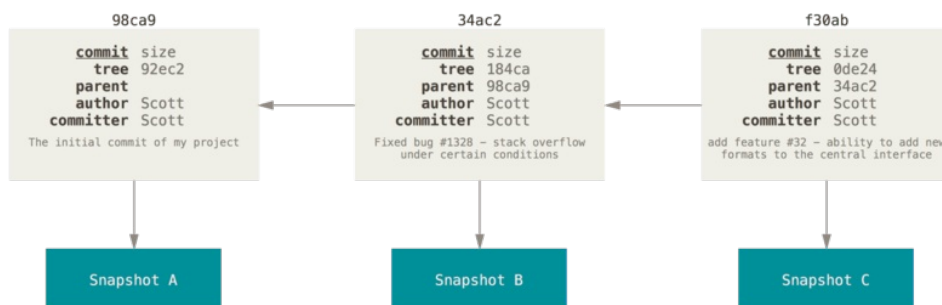 98ca9
commit size
tree 92ec2
parent
author Scott
committer Scott
The initial commit of my project
Snapshot A
34ac2
commit size
tree 184ca
parent 98ca9
author Scott
committer Scott
Fixed bug #1328 – stack overflow
under certain conditions
Snapshot B
f30ab
commit size
tree 0de24
parent 34ac2
author Scott
committer Scott
add feature #32 – ability to add new
formats to the central interface
Snapshot C